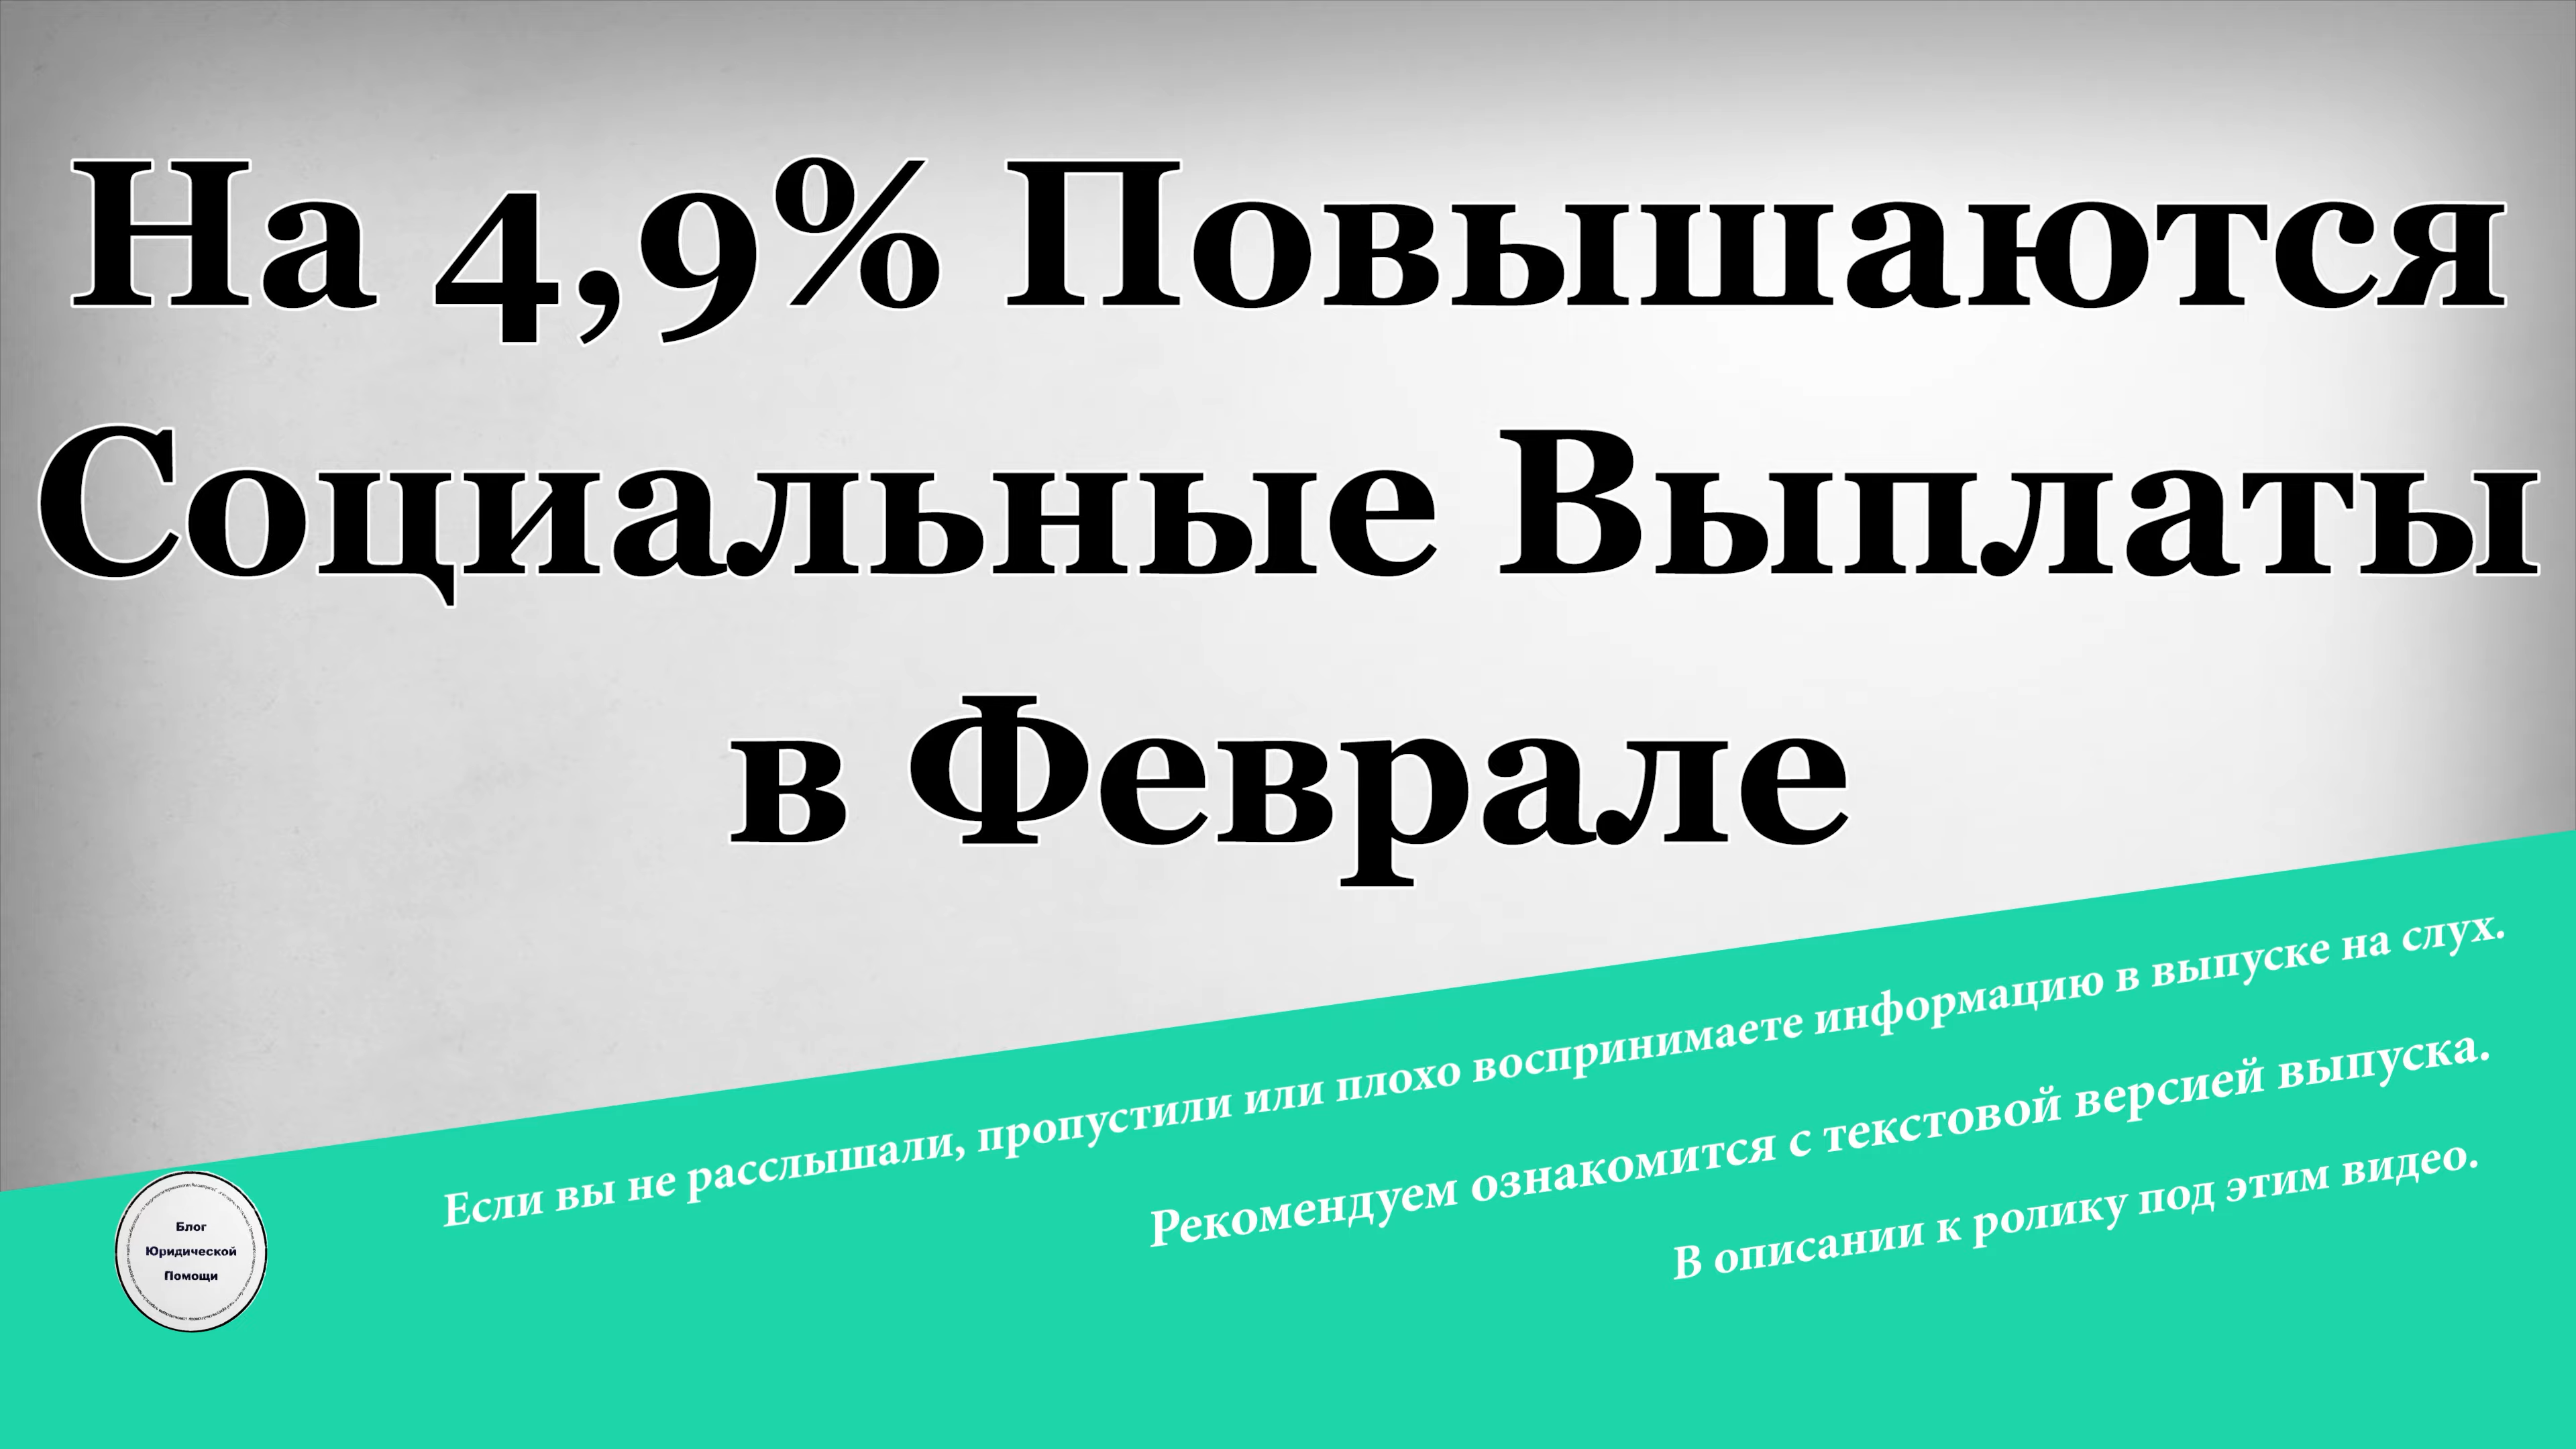 На 4,9% Повышаются
Социальные Выплаты
в Феврале
Если вы не расслышали, пропустили или плохо воспринимаете информацию в выпуске на слух.
Рекомендуем ознакомится с текстовой версией выпуска.
В описании к ролику под этим видео.
Блог
Юридической
Помощи